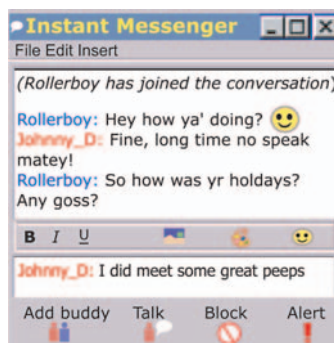 Instant Messenger
File Edit Insert
(Rollerboy has joined the conversation)
Rollerboy: Hey how ya' doing?
Johnny_D: Fine, long time no speak
matey!
Rollerboy: So how was yr holdays?
Any goss?
B I U
Johnny_D: I did meet some great peeps
Add buddy Talk Block Alert